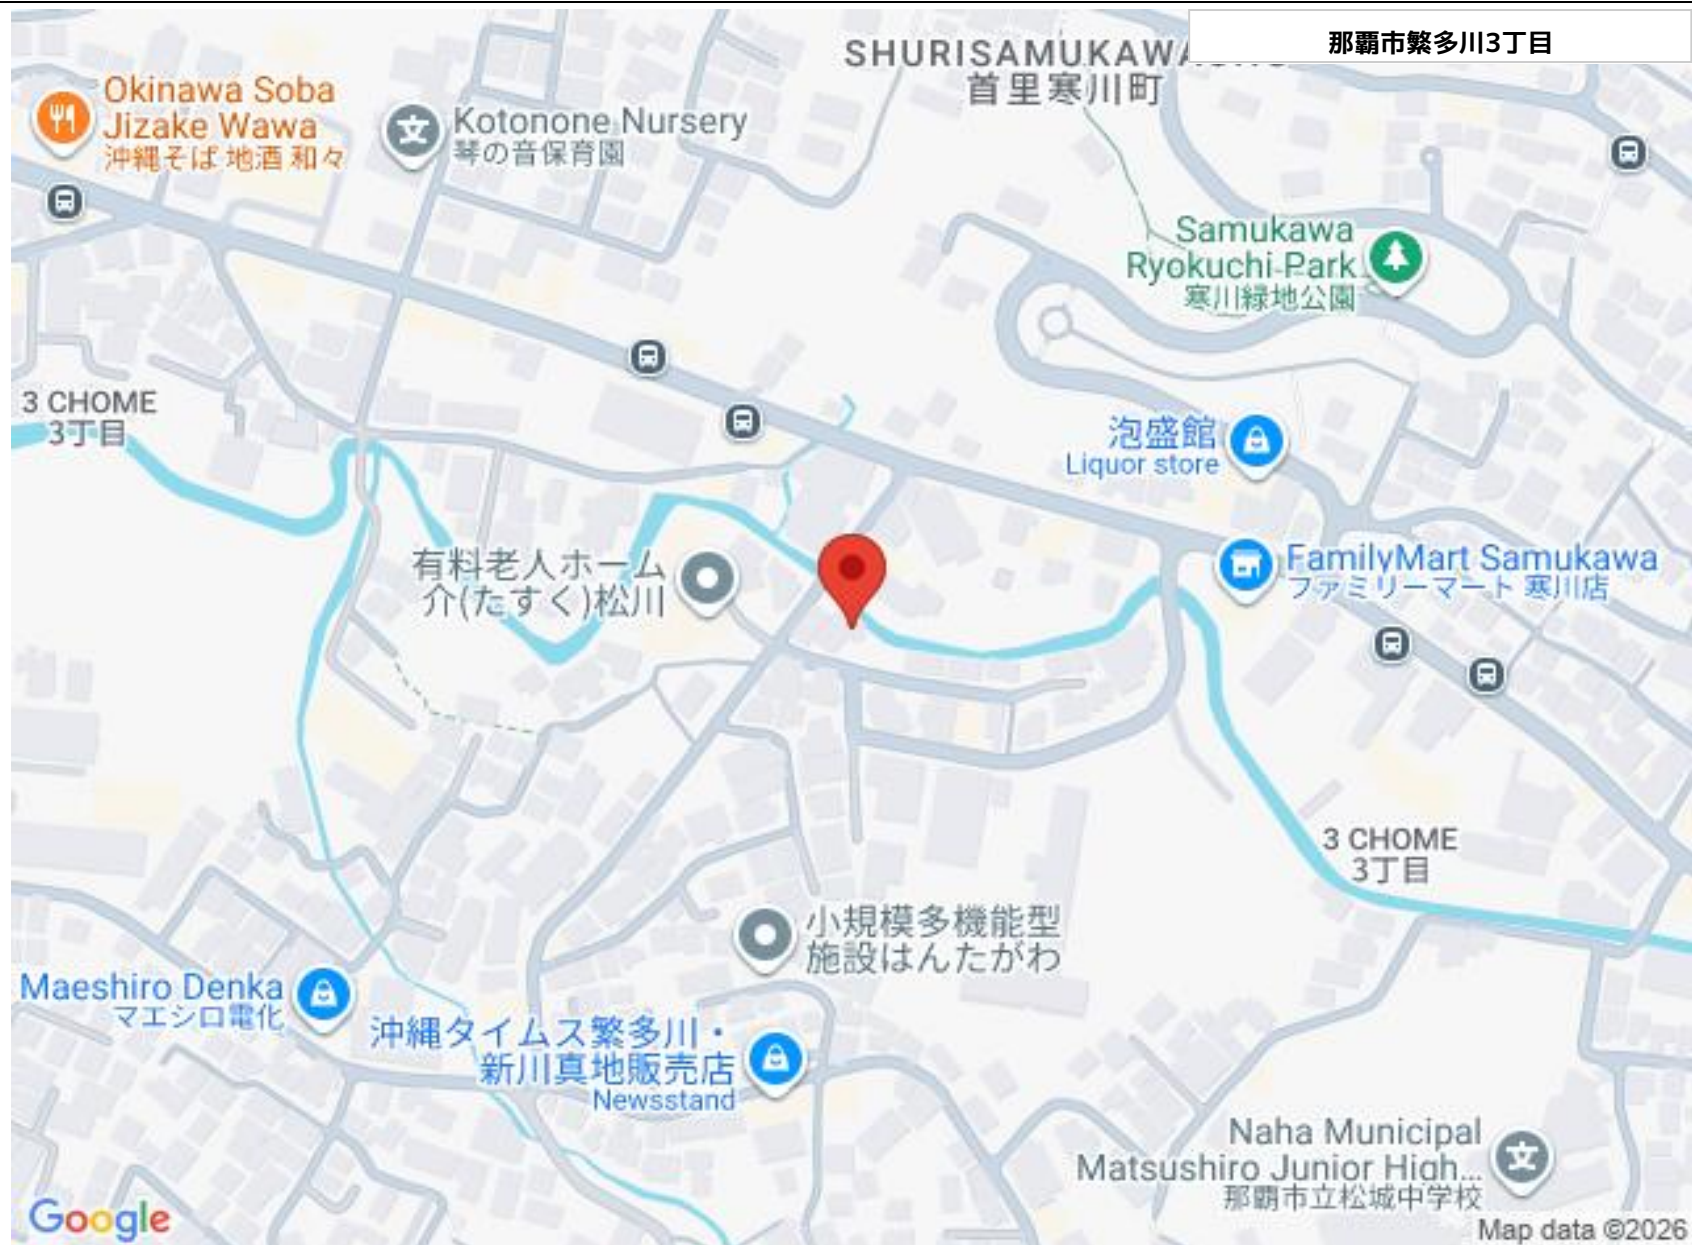 那覇市繁多川3丁目
SHURISAMUKAWA
首里寒川町
Okinawa Soba
Jizake Wawa
沖縄そば 地酒 和々
Kotonone Nursery
琴の音保育園
Samukawa
Ryokuchi Park
寒川緑地公園
3 CHOME
3丁目
泡盛館
Liquor store
有料老人ホーム
介(たすく)松川
FamilyMart Samukawa
ファミリーマート 寒川店
3 CHOME
3丁目
小規模多機能型
施設はんたがわ
Maeshiro Denka
マエシロ電化
沖縄タイムス繁多川・
新川真地販売店
Newsstand
Naha Municipal
Matsushiro Junior High...
那覇市立松城中学校
Google
Map data ©2026